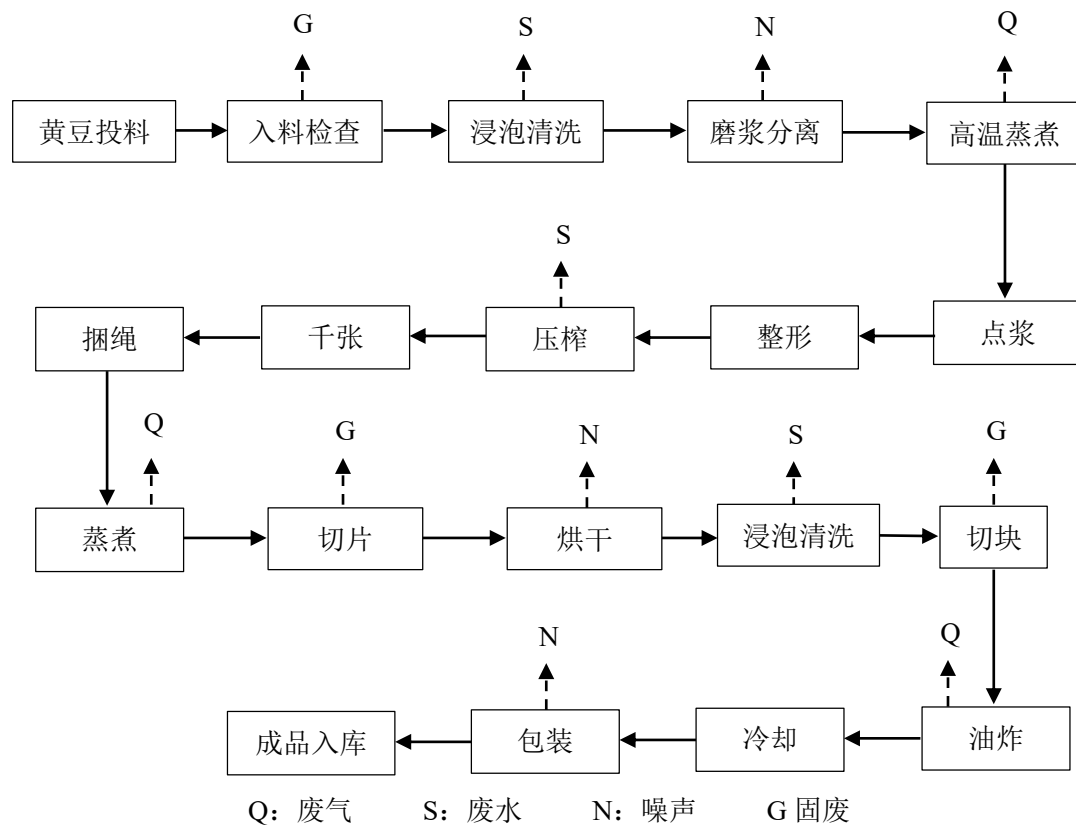 G S N Q
黄豆投料 入料检查 浸泡清洗 磨浆分离 高温蒸煮
S
捆绳 千张 压榨 整形 点浆
Q G N S G
蒸煮 切片 烘干 浸泡清洗 切块
N Q
成品入库 包装 冷却 油炸
Q：废气 S：废水 N：噪声 G 固废